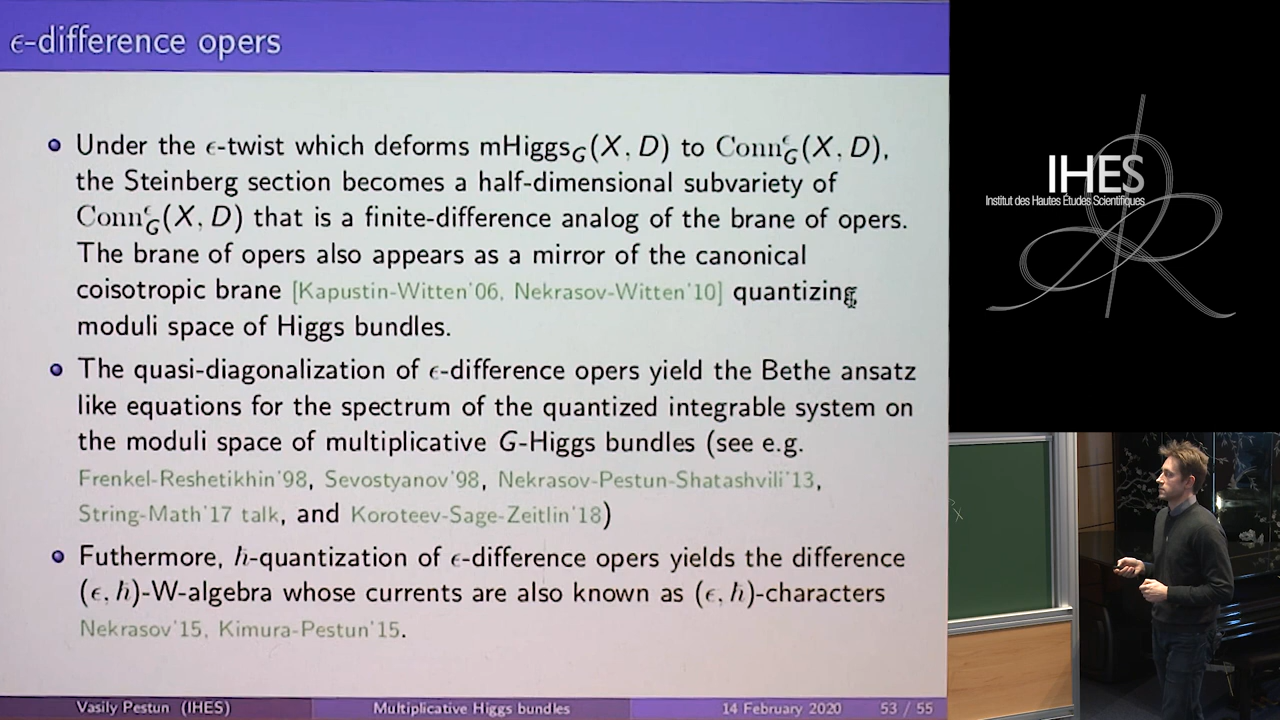 ϵ-difference opers
Under the ϵ-twist which deforms mHiggs_G(X, D) to Conn^ϵ_G(X, D),
the Steinberg section becomes a half-dimensional subvariety of
Conn^ϵ_G(X, D) that is a finite-difference analog of the brane of opers.
The brane of opers also appears as a mirror of the canonical
coisotropic brane [Kapustin-Witten'06, Nekrasov-Witten'10] quantizing
moduli space of Higgs bundles.
The quasi-diagonalization of ϵ-difference opers yield the Bethe ansatz
like equations for the spectrum of the quantized integrable system on
the moduli space of multiplicative G-Higgs bundles (see e.g.
Frenkel-Reshetikhin'98, Sevostyanov'98, Nekrasov-Pestun-Shatashvili'13,
String-Math'17 talk, and Koroteev-Sage-Zeitlin'18)
Futhermore, ℏ-quantization of ϵ-difference opers yields the difference
(ϵ, ℏ)-W-algebra whose currents are also known as (ϵ, ℏ)-characters
Nekrasov'15, Kimura-Pestun'15.
Vasily Pestun (IHES)
Multiplicative Higgs bundles
14 February 2020
53 / 55
IHES
Institut des Hautes Études Scientifiques